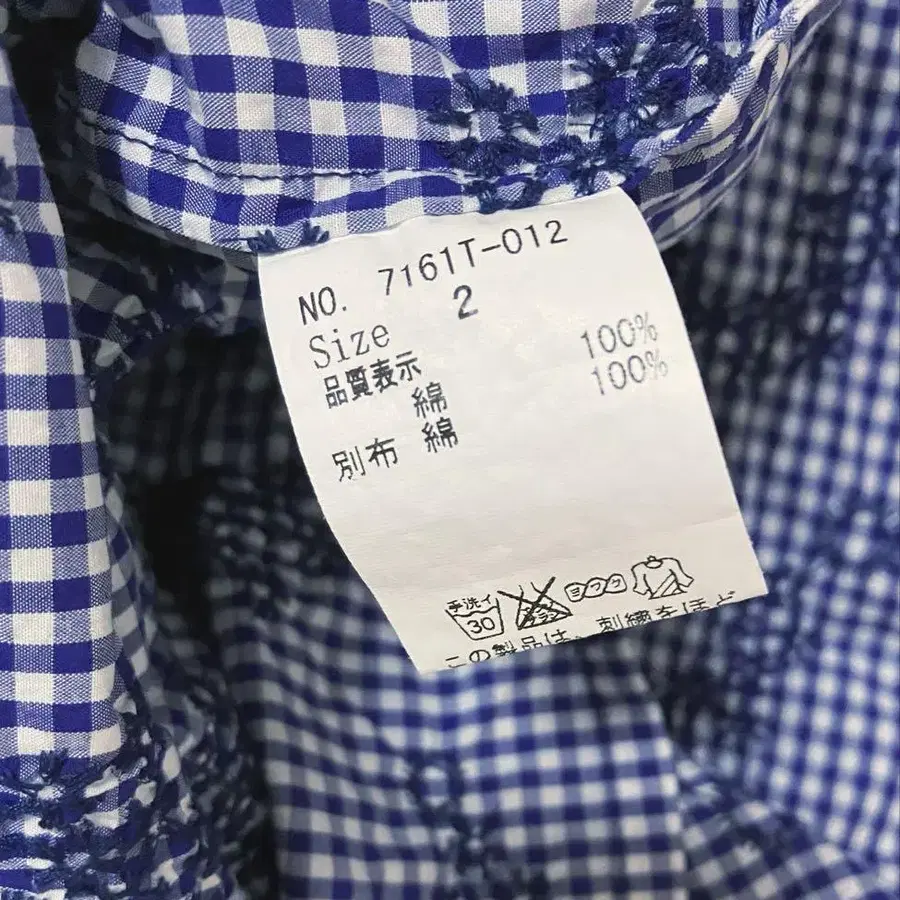 NO. 7161T-012
Size 2
品質表示
綿 100%
別布 綿 100%
手洗イ
30
ヨワク
この製品は、刺繍をほど